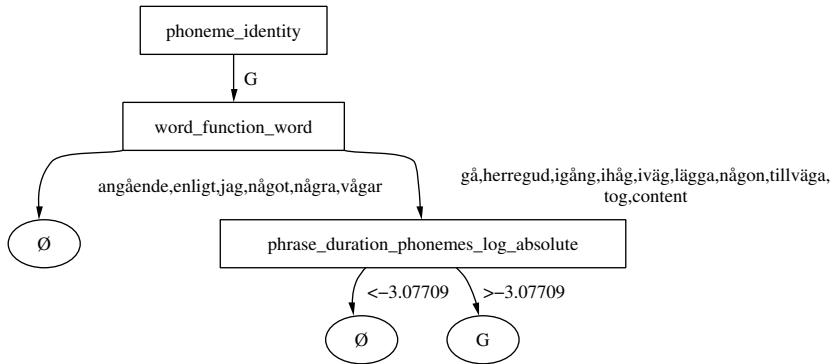 phoneme_identity
G
word_function_word
angående,enligt,jag,något,några,vågar
gå,herregud,igång,ihåg,iväg,lägga,någon,tillväga,
tog,content
Ø
phrase_duration_phonemes_log_absolute
<−3.07709
>−3.07709
Ø
G